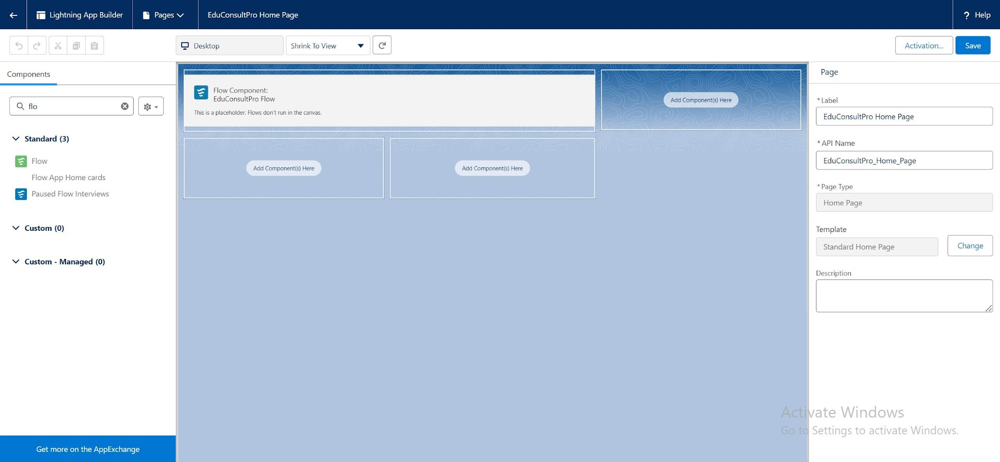 Lightning App Builder
Pages
EduConsultPro Home Page
? Help
Desktop
Shrink To View
Activation...
Save
Components
flo
Standard (3)
Flow
Flow App Home cards
Paused Flow Interviews
Custom (0)
Custom - Managed (0)
Get more on the AppExchange
Flow Component:
EduConsultPro Flow
This is a placeholder. Flows don't run in the canvas.
Add Component(s) Here
Add Component(s) Here
Add Component(s) Here
Page
* Label
EduConsultPro Home Page
* API Name
EduConsultPro_Home_Page
* Page Type
Home Page
Template
Standard Home Page
Change
Description
Activate Windows
Go to Settings to activate Windows.